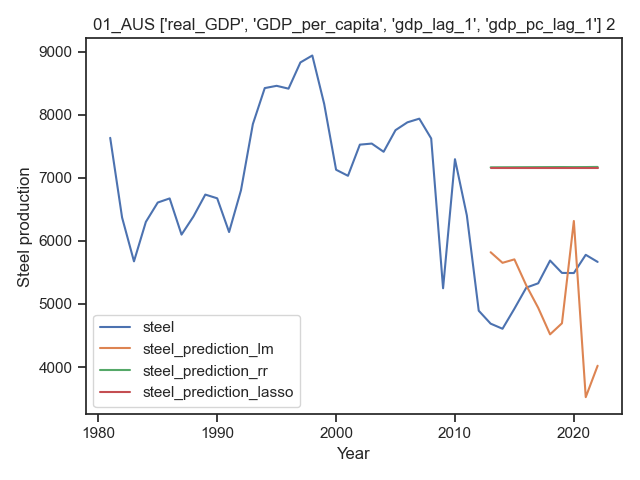 01_AUS ['real_GDP', 'GDP_per_capita', 'gdp_lag_1', 'gdp_pc_lag_1'] 2
9000
8000
7000
6000
5000
4000
Steel production
steel
steel_prediction_lm
steel_prediction_rr
steel_prediction_lasso
1980
1990
2000
2010
2020
Year